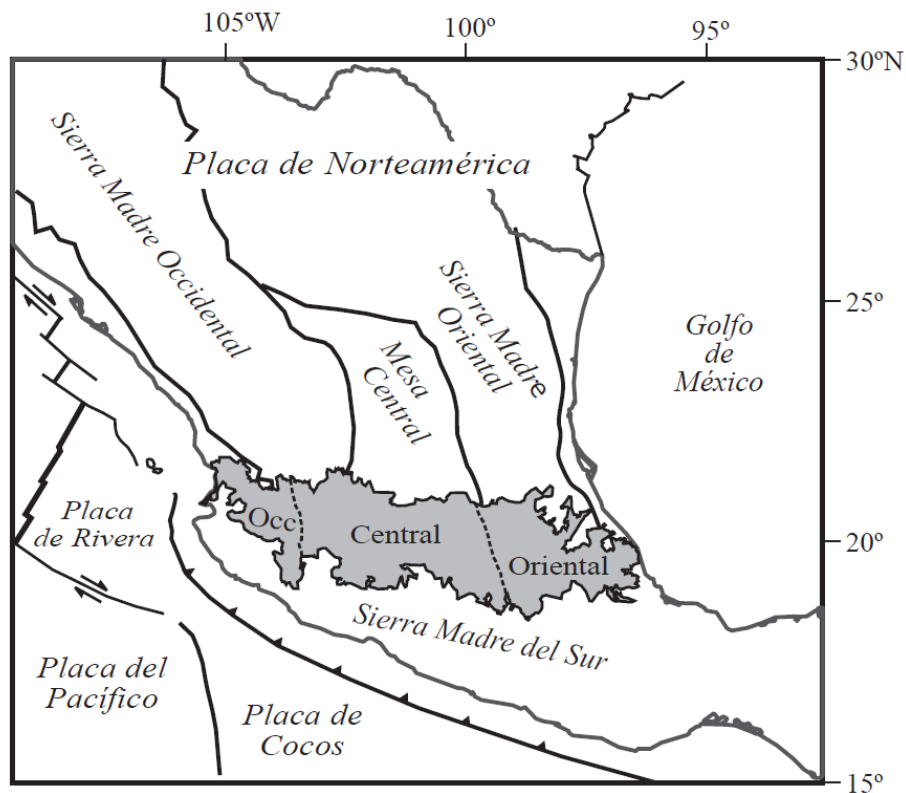 105ºW
100º
95º
30ºN
Sierra Madre Occidental
Placa de Norteamérica
Sierra Madre
Oriental
25º
Mesa
Central
Golfo
de
México
Placa
de Rivera
Occ
Central
Oriental
20º
Sierra Madre del Sur
Placa del
Pacífico
Placa de
Cocos
15º